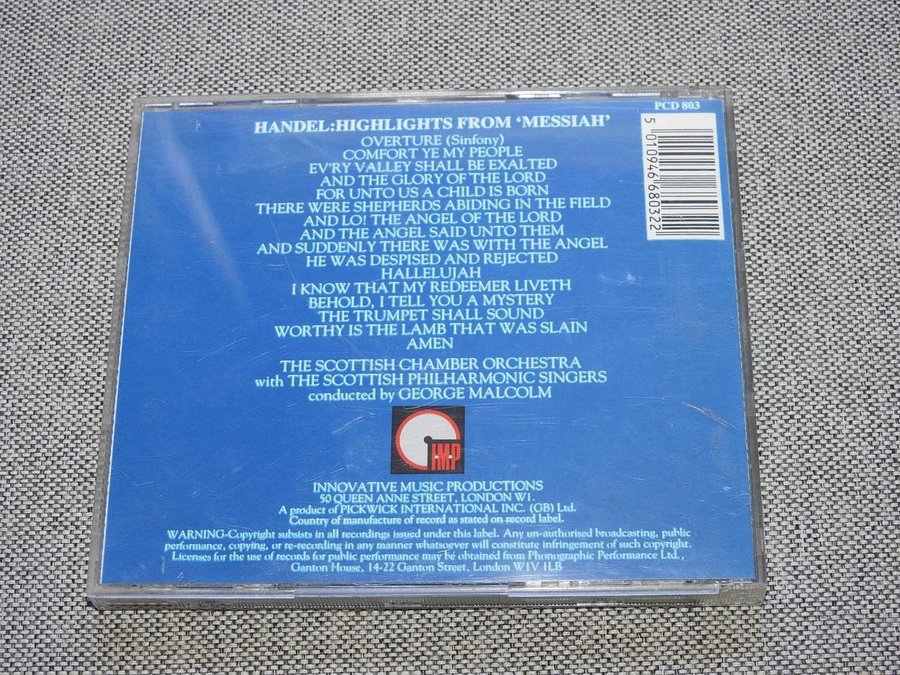 PCD 803
5 010946 680322
HANDEL:HIGHLIGHTS FROM 'MESSIAH'
OVERTURE (Sinfony)
COMFORT YE MY PEOPLE
EV'RY VALLEY SHALL BE EXALTED
AND THE GLORY OF THE LORD
FOR UNTO US A CHILD IS BORN
THERE WERE SHEPHERDS ABIDING IN THE FIELD
AND LO! THE ANGEL OF THE LORD
AND THE ANGEL SAID UNTO THEM
AND SUDDENLY THERE WAS WITH THE ANGEL
HE WAS DESPISED AND REJECTED
HALLELUJAH
I KNOW THAT MY REDEEMER LIVETH
BEHOLD, I TELL YOU A MYSTERY
THE TRUMPET SHALL SOUND
WORTHY IS THE LAMB THAT WAS SLAIN
AMEN
THE SCOTTISH CHAMBER ORCHESTRA
with THE SCOTTISH PHILHARMONIC SINGERS
conducted by GEORGE MALCOLM
IMP
INNOVATIVE MUSIC PRODUCTIONS
50 QUEEN ANNE STREET, LONDON W1.
A product of PICKWICK INTERNATIONAL INC. (GB) Ltd.
Country of manufacture of record as stated on record label.
WARNING-Copyright subsists in all recordings issued under this label. Any un-authorised broadcasting, public
performance, copying, or re-recording in any manner whatsoever will constitute infringement of such copyright.
Licenses for the use of records for public performance may be obtained from Phonographic Performance Ltd.,
Ganton House, 14-22 Ganton Street, London W1V 1LB